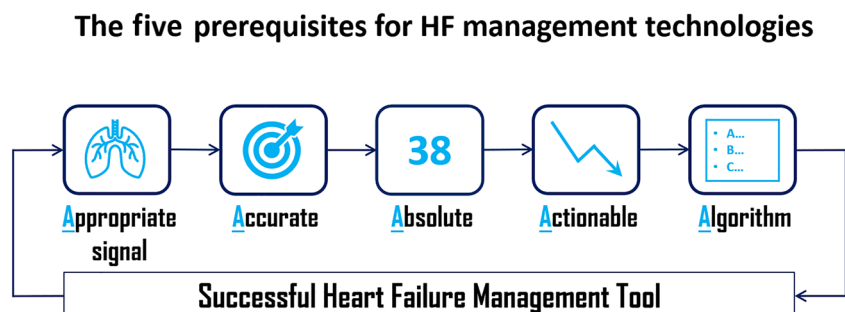 The five prerequisites for HF management technologies
38
• A...
• B...
• C...
Appropriate signal
Accurate
Absolute
Actionable
Algorithm
Successful Heart Failure Management Tool